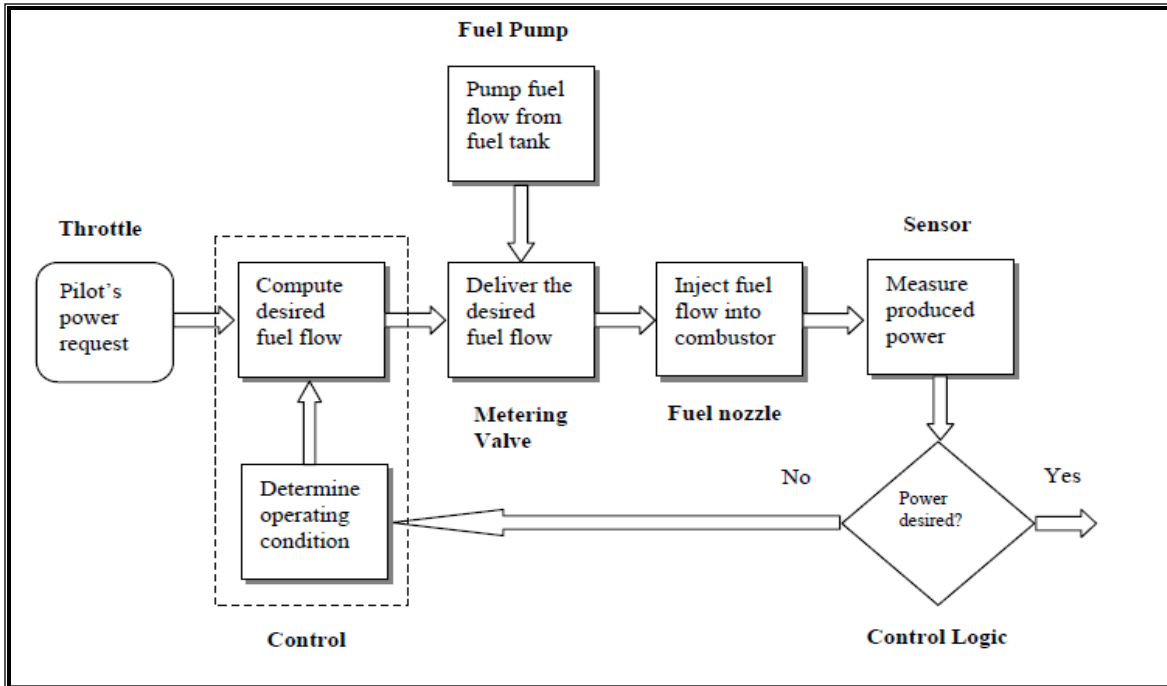 Fuel Pump
Pump fuel
flow from
fuel tank
Throttle
Pilot's
power
request
Compute
desired
fuel flow
Deliver the
desired
fuel flow
Metering
Valve
Inject fuel
flow into
combustor
Fuel nozzle
Sensor
Measure
produced
power
Determine
operating
condition
Control
No
Power
desired?
Yes
Control Logic